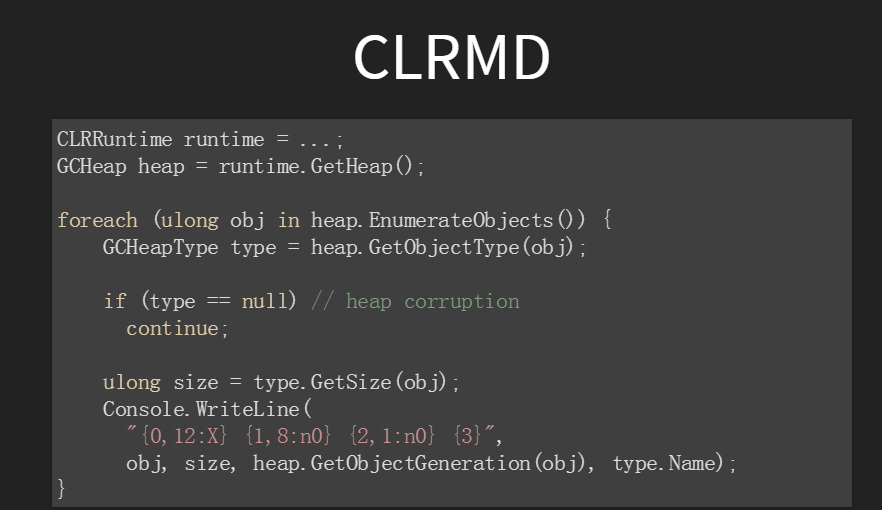 CLRMD
CLRRuntime runtime = ...;
GCHeap heap = runtime.GetHeap();
foreach (ulong obj in heap.EnumerateObjects()) {
    GCHeapType type = heap.GetObjectType(obj);
    if (type == null) // heap corruption
      continue;
    ulong size = type.GetSize(obj);
    Console.WriteLine(
      "{0,12:X} {1,8:n0} {2,1:n0} {3}",
      obj, size, heap.GetObjectGeneration(obj), type.Name);
}